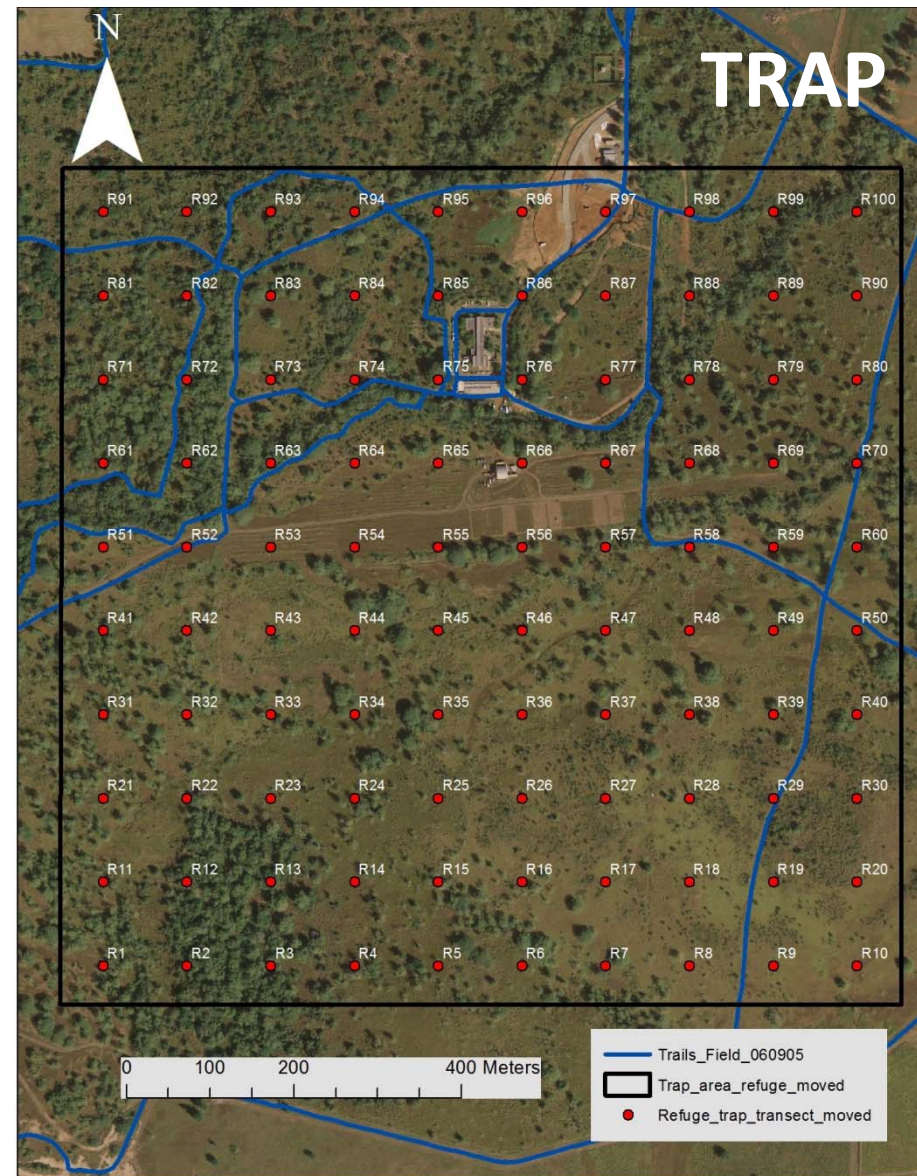 N
TRAP
R91 R92 R93 R94 R95 R96 R97 R98 R99 R100
R81 R82 R83 R84 R85 R86 R87 R88 R89 R90
R71 R72 R73 R74 R75 R76 R77 R78 R79 R80
R61 R62 R63 R64 R65 R66 R67 R68 R69 R70
R51 R52 R53 R54 R55 R56 R57 R58 R59 R60
R41 R42 R43 R44 R45 R46 R47 R48 R49 R50
R31 R32 R33 R34 R35 R36 R37 R38 R39 R40
R21 R22 R23 R24 R25 R26 R27 R28 R29 R30
R11 R12 R13 R14 R15 R16 R17 R18 R19 R20
R1 R2 R3 R4 R5 R6 R7 R8 R9 R10
0 100 200 400 Meters
Trails_Field_060905
Trap_area_refuge_moved
Refuge_trap_transect_moved